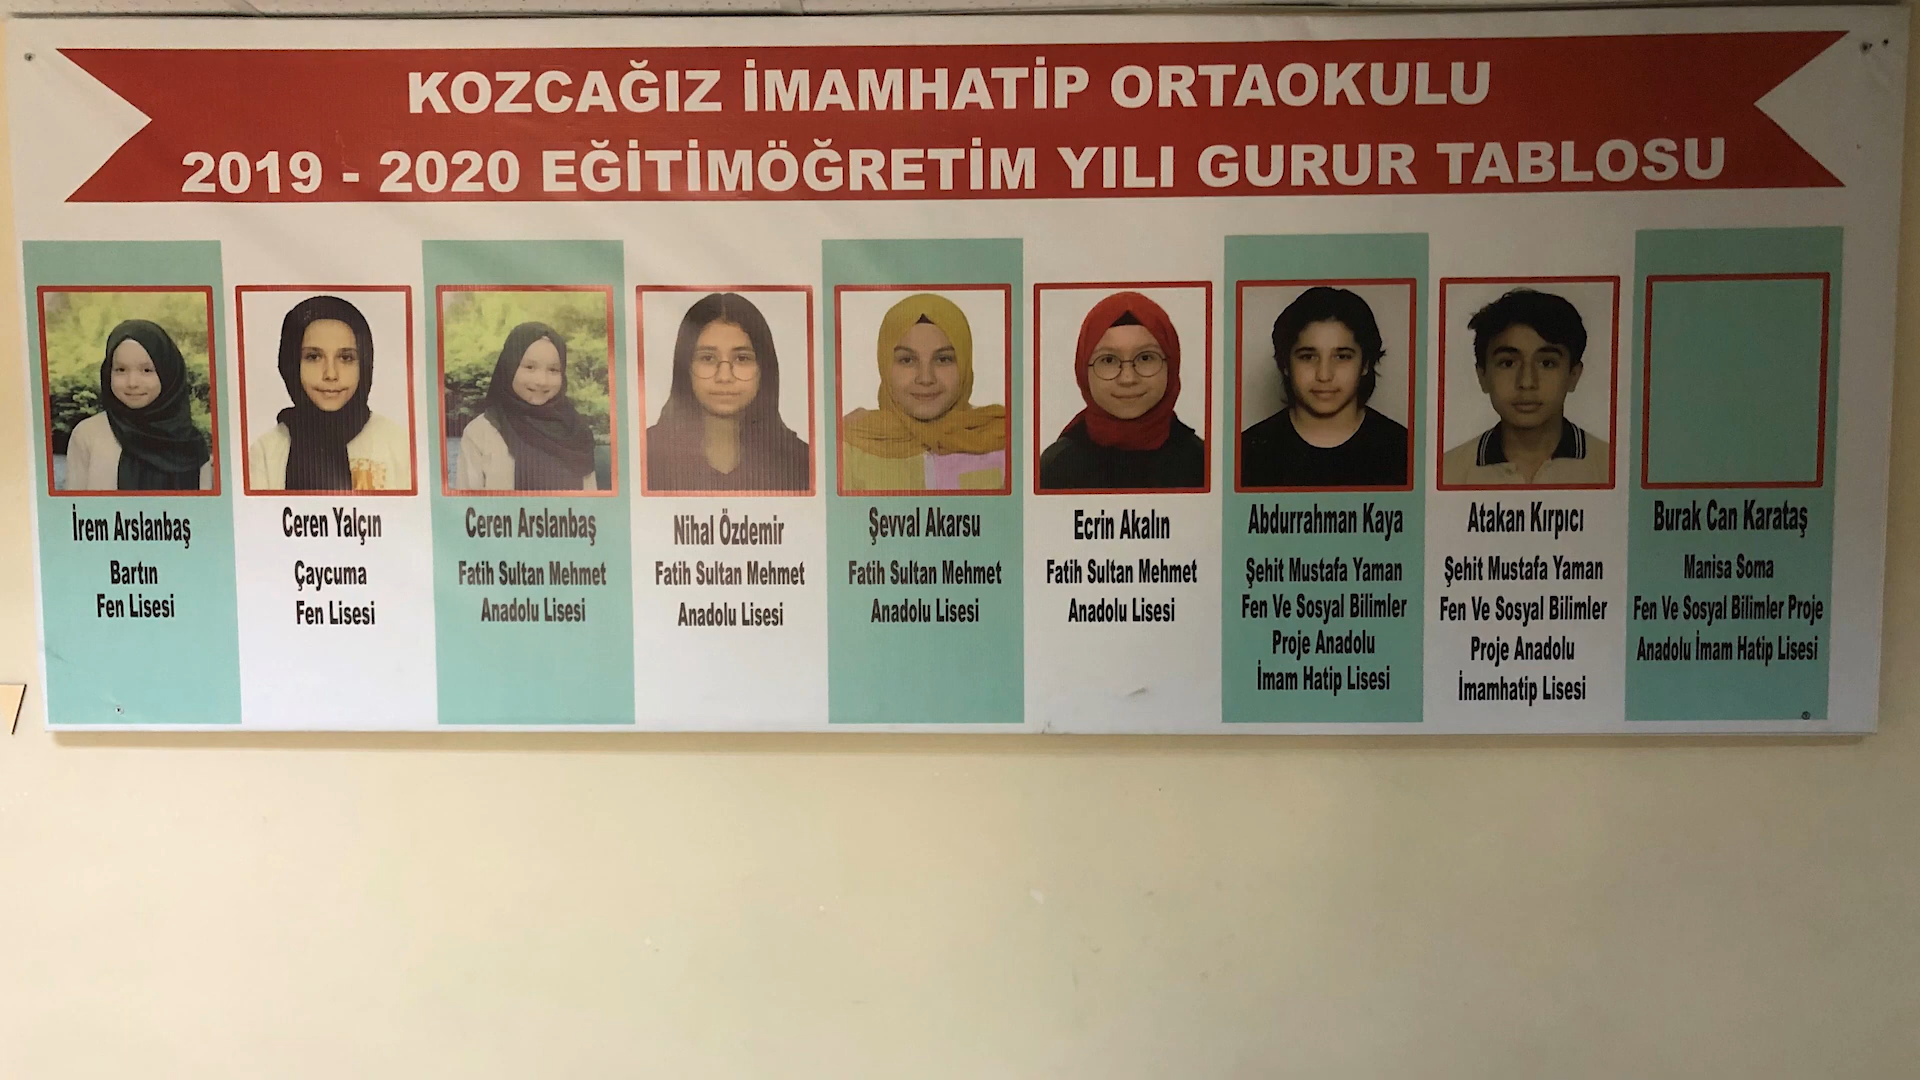 KOZCAĞIZ İMAMHATİP ORTAOKULU
2019 - 2020 EĞİTİMÖĞRETİM YILI GURUR TABLOSU
İrem Arslanbaş
Bartın
Fen Lisesi
Ceren Yalçın
Çaycuma
Fen Lisesi
Ceren Arslanbaş
Fatih Sultan Mehmet
Anadolu Lisesi
Nihal Özdemir
Fatih Sultan Mehmet
Anadolu Lisesi
Şevval Akarsu
Fatih Sultan Mehmet
Anadolu Lisesi
Ecrin Akalın
Fatih Sultan Mehmet
Anadolu Lisesi
Abdurrahman Kaya
Şehit Mustafa Yaman
Fen Ve Sosyal Bilimler
Proje Anadolu
İmam Hatip Lisesi
Atakan Kırpıcı
Şehit Mustafa Yaman
Fen Ve Sosyal Bilimler
Proje Anadolu
İmamhatip Lisesi
Burak Can Karataş
Manisa Soma
Fen Ve Sosyal Bilimler Proje
Anadolu İmam Hatip Lisesi